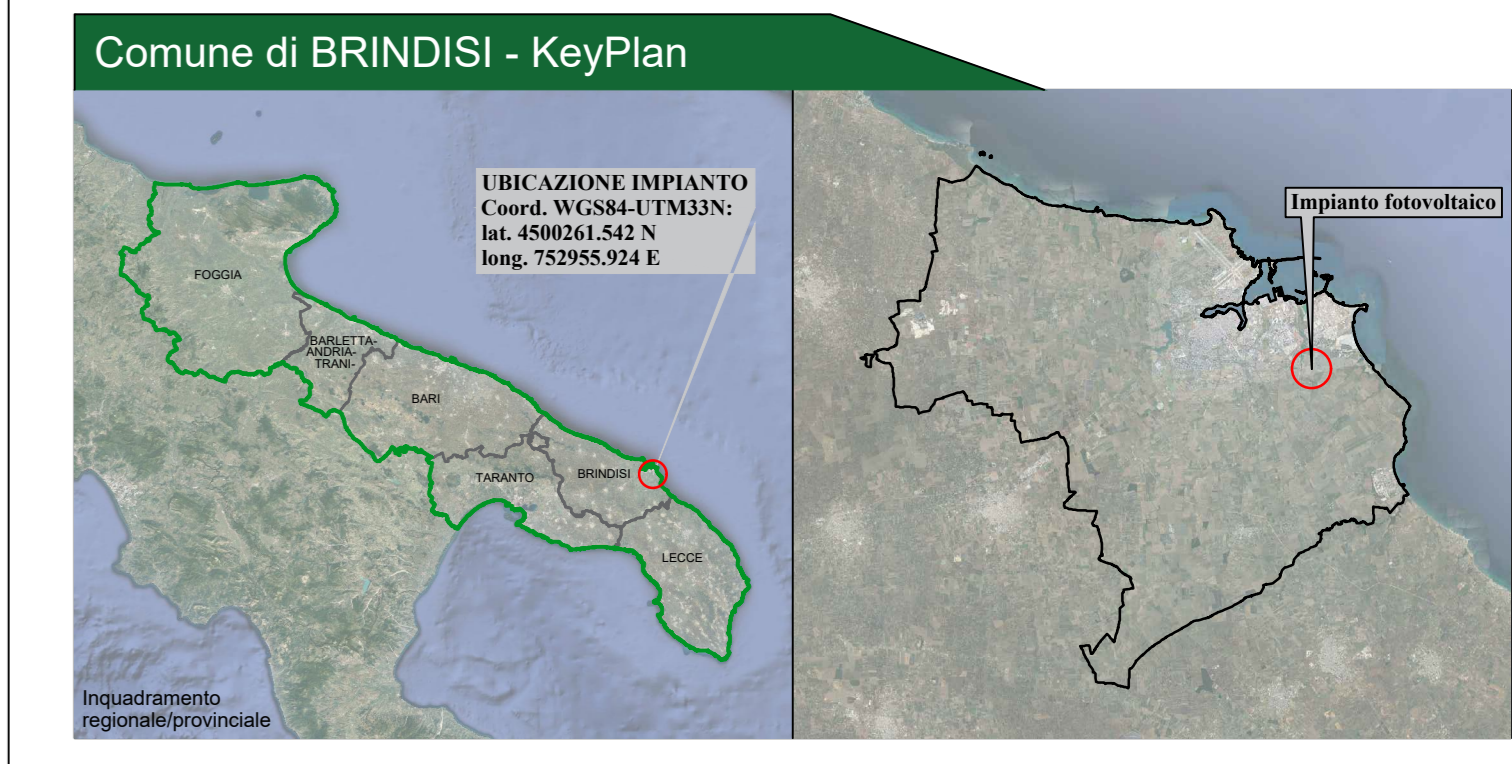 Comune di BRINDISI - KeyPlan
UBICAZIONE IMPIANTO
Coord. WGS84-UTM33N:
lat. 4500261.542 N
long. 752955.924 E
FOGGIA
BARLETTA-
ANDRIA-
TRANI-
BARI
TARANTO
BRINDISI
LECCE
Inquadramento
regionale/provinciale
Impianto fotovoltaico